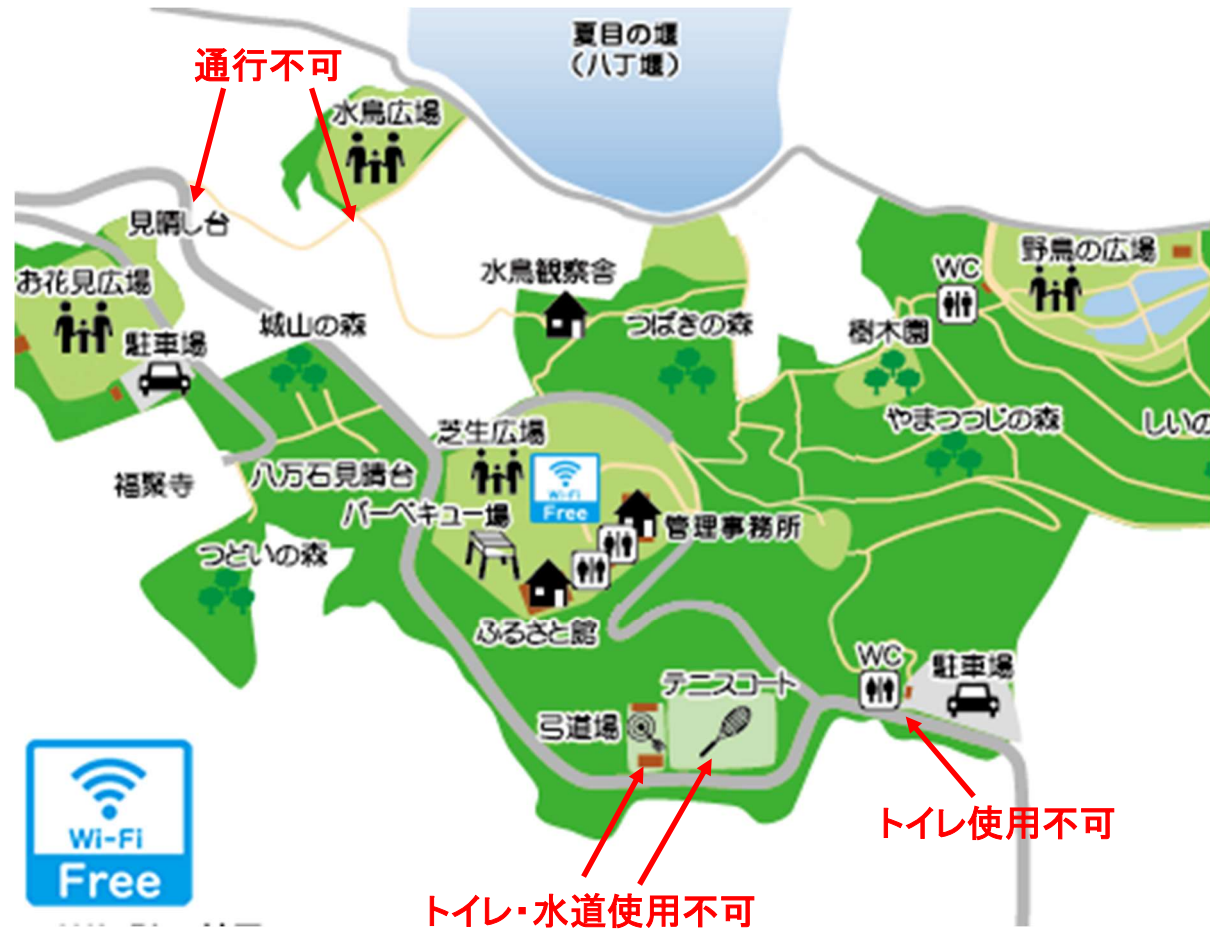 夏目の堰
（八丁堰）
通行不可
水鳥広場
見晴し台
水鳥観察舎
野鳥の広場
WC
お花見広場
駐車場
城山の森
つばきの森
樹木園
やまつつじの森
しいの
芝生広場
Wi-Fi
Free
福聚寺
八万石見晴台
バーベキュー場
管理事務所
つどいの森
ふるさと館
WC
駐車場
テニスコート
弓道場
Wi-Fi
Free
トイレ使用不可
トイレ・水道使用不可